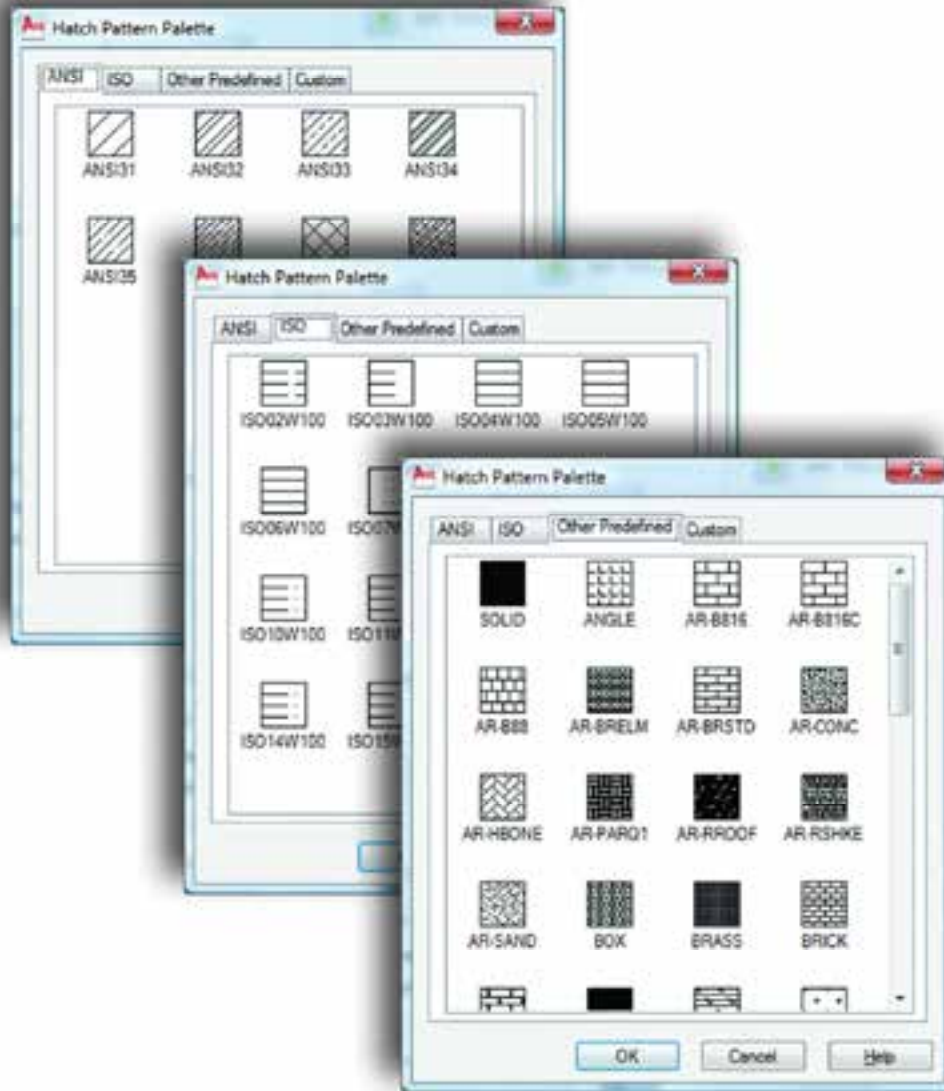 Hatch Pattern Palette
ANSI ISO Other Predefined Custom
ANSI31 ANSI32 ANSI33 ANSI34
ANSI35
Hatch Pattern Palette
ANSI ISO Other Predefined Custom
ISO02W100 ISO03W100 ISO04W100 ISO05W100
ISO06W100 ISO07W
ISO10W100 ISO11W
ISO14W100 ISO15W
Hatch Pattern Palette
ANSI ISO Other Predefined Custom
SOLID ANGLE AR-B816 AR-B816C
AR-B88 AR-BRELM AR-BRSTD AR-CONC
AR-HBONE AR-PARQ1 AR-RROOF AR-RSHKE
AR-SAND BOX BRASS BRICK
OK Cancel Help